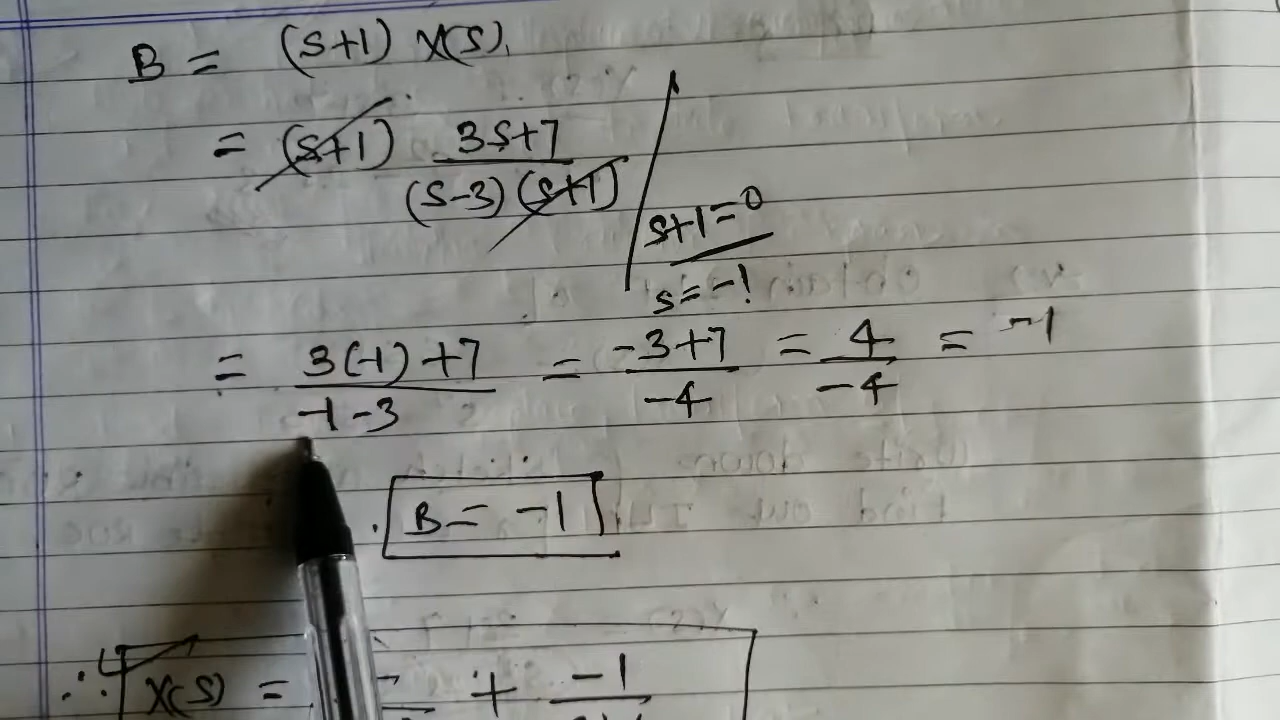 B = (s+1) X(s).
= (s+1) 3s+7 / (s-3)(s+1) | s+1=0
s=-1
= 3(-1)+7 / -1-3 = -3+7 / -4 = 4 / -4 = -1
B = -1
∴ X(s) = + -1